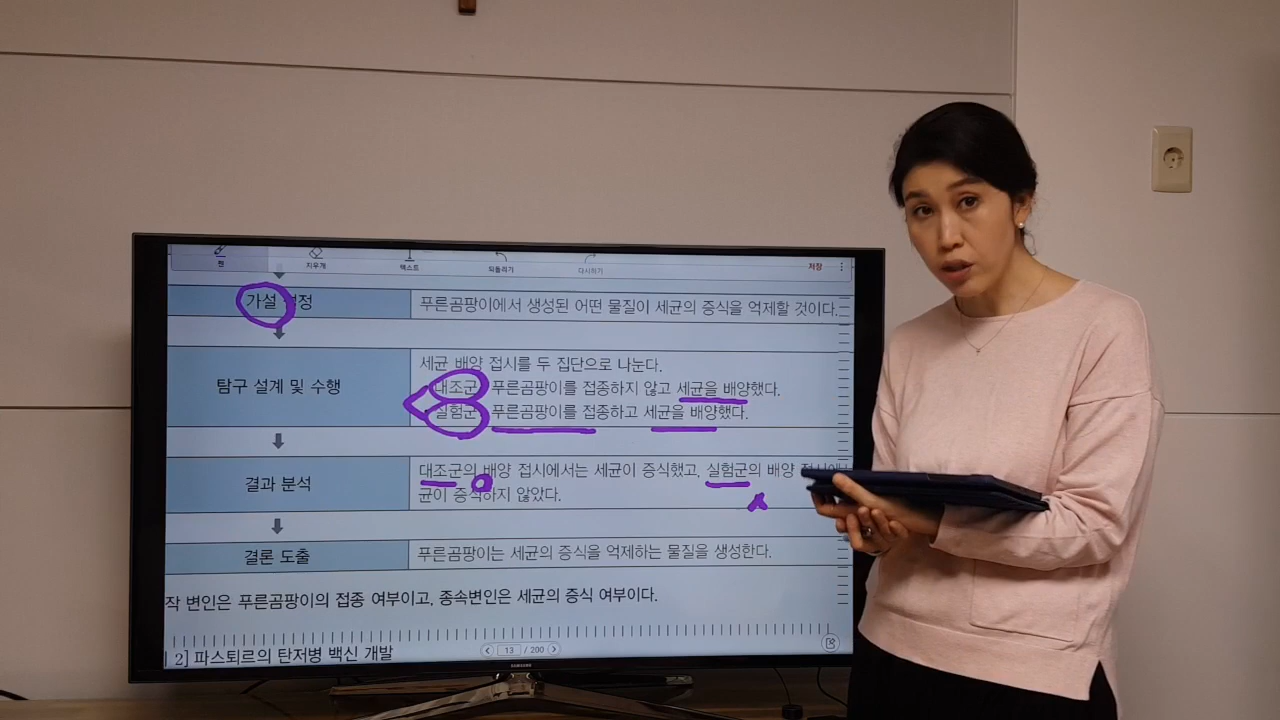 펜 지우개 텍스트 되돌리기 다시하기 저장
가설 설정 푸른곰팡이에서 생성된 어떤 물질이 세균의 증식을 억제할 것이다.
세균 배양 접시를 두 집단으로 나눈다.
탐구 설계 및 수행 대조군 푸른곰팡이를 접종하지 않고 세균을 배양했다.
실험군 푸른곰팡이를 접종하고 세균을 배양했다.
대조군의 배양 접시에서는 세균이 증식했고, 실험군의 배양
결과 분석
균이 증식하지 않았다.
결론 도출 푸른곰팡이는 세균의 증식을 억제하는 물질을 생성한다.
작 변인은 푸른곰팡이의 접종 여부이고, 종속변인은 세균의 증식 여부이다.
2] 파스퇴르의 탄저병 백신 개발
13 / 200
SAMSUNG